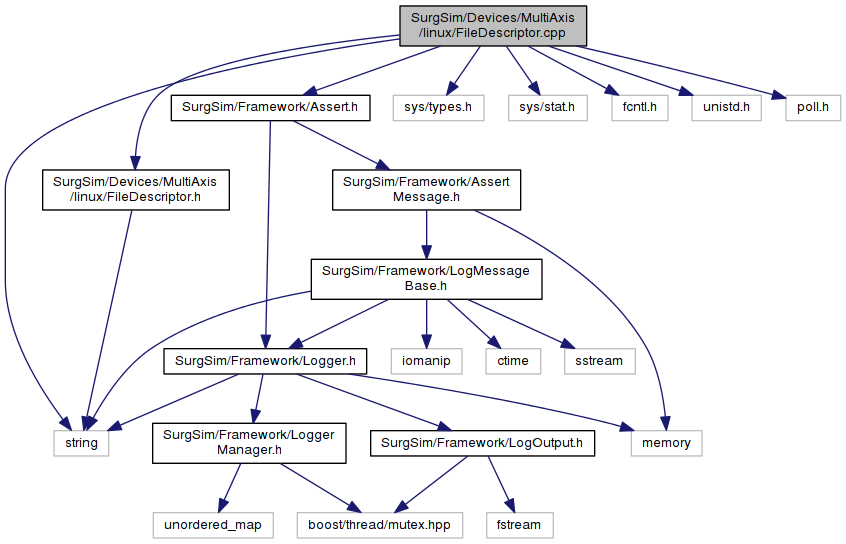 SurgSim/Devices/MultiAxis
/linux/FileDescriptor.cpp
SurgSim/Framework/Assert.h
sys/types.h
sys/stat.h
fcntl.h
unistd.h
poll.h
SurgSim/Devices/MultiAxis
/linux/FileDescriptor.h
SurgSim/Framework/Assert
Message.h
SurgSim/Framework/LogMessage
Base.h
SurgSim/Framework/Logger.h
iomanip
ctime
sstream
string
SurgSim/Framework/Logger
Manager.h
SurgSim/Framework/LogOutput.h
memory
unordered_map
boost/thread/mutex.hpp
fstream